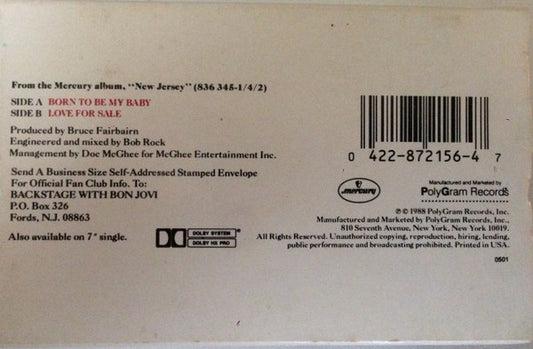 From the Mercury album, "New Jersey" (836 345-1/4/2)
SIDE A BORN TO BE MY BABY
SIDE B LOVE FOR SALE
Produced by Bruce Fairbairn
Engineered and mixed by Bob Rock
Management by Doc McGhee for McGhee Entertainment Inc.
Send A Business Size Self-Addressed Stamped Envelope
For Official Fan Club Info. To:
BACKSTAGE WITH BON JOVI
P.O. Box 326
Fords, N.J. 08863
Also available on 7" single.
DOLBY SYSTEM
DOLBY HX PRO
0 422-872156-4 7
mercury
Manufactured and Marketed by
PolyGram Records
℗ © 1988 PolyGram Records, Inc.
Manufactured and Marketed by PolyGram Records, Inc.
810 Seventh Avenue, New York, New York 10019.
All Rights Reserved. Unauthorized copying, reproduction, hiring, lending,
public performance and broadcasting prohibited. Printed in USA.
0501